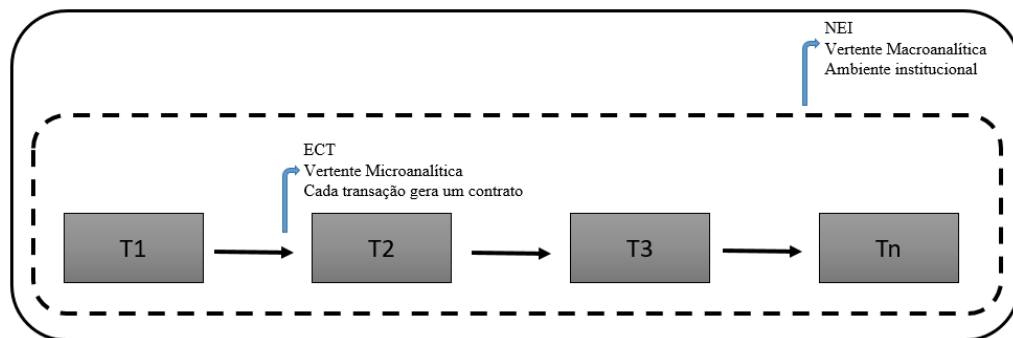 NEI
Vertente Macroanalítica
Ambiente institucional
ECT
Vertente Microanalítica
Cada transação gera um contrato
T1
T2
T3
Tn